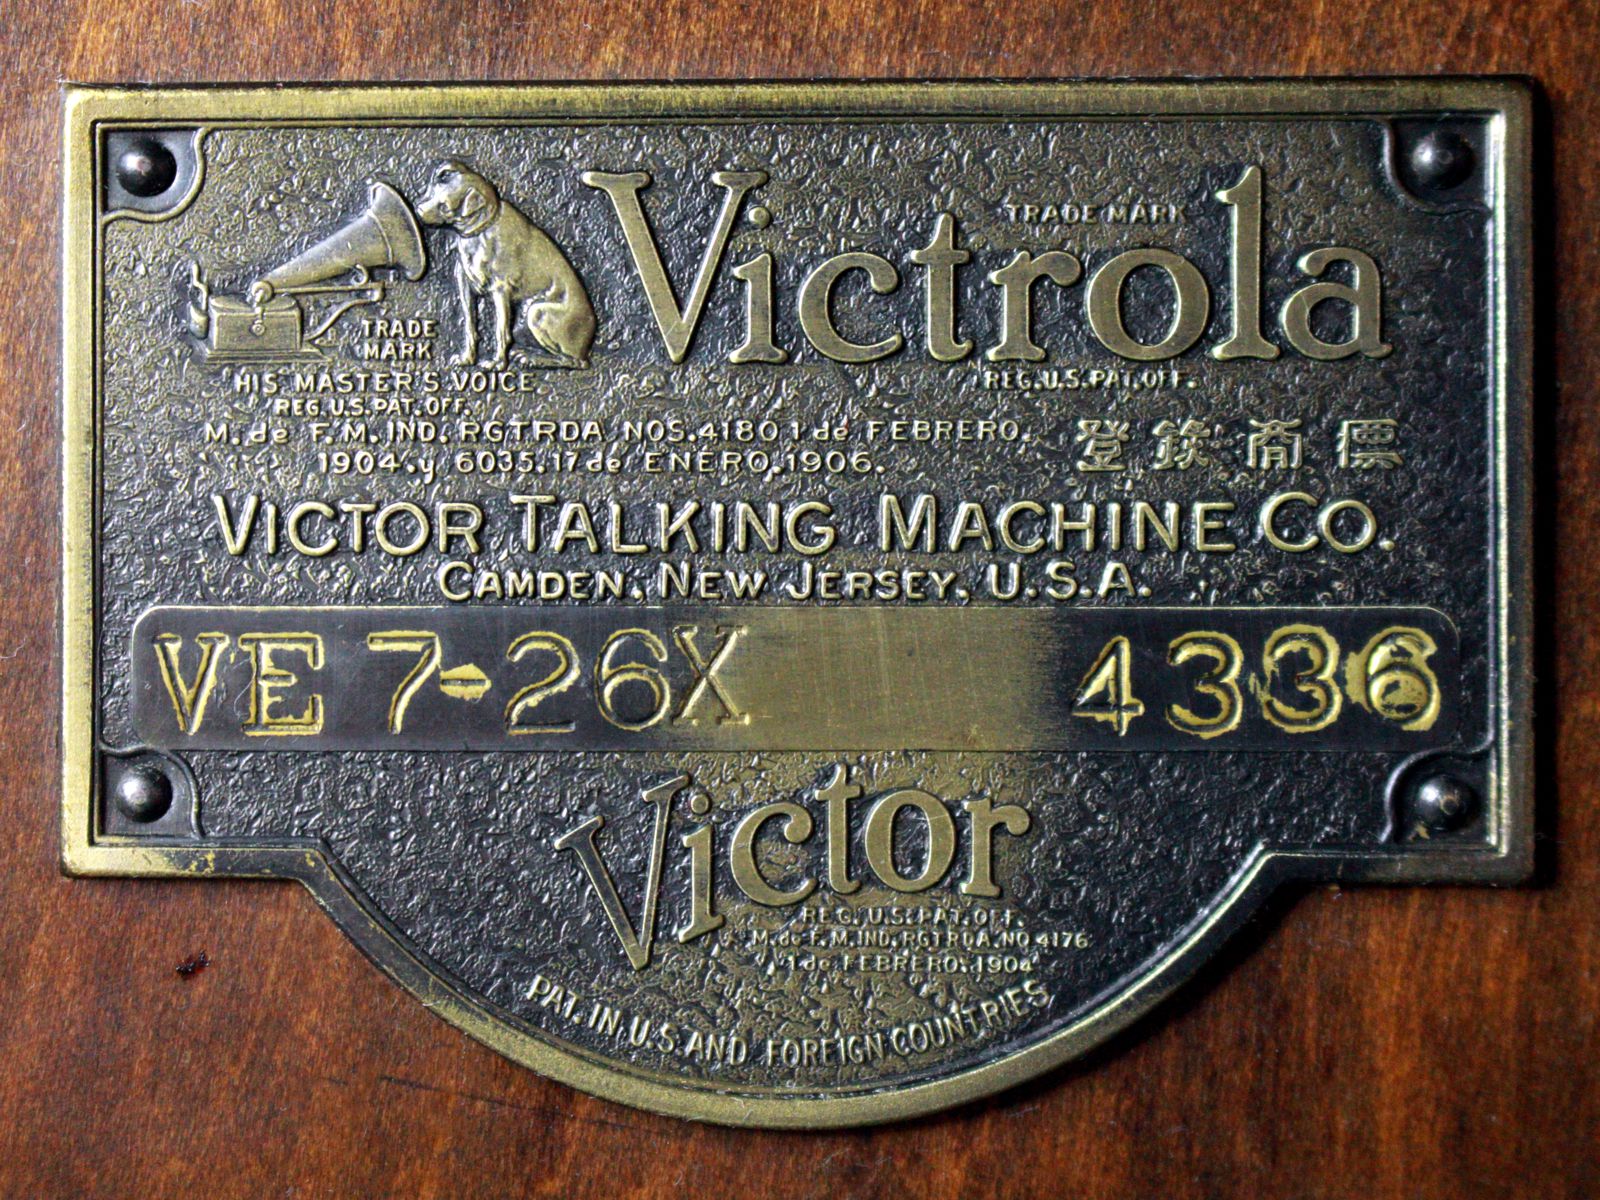 TRADE MARK
Victrola
TRADE
MARK
HIS MASTER'S VOICE
REG. U.S. PAT. OFF.
REG. U.S. PAT. OFF.
M. de F. M. IND. RGTRDA. NOS. 4180 1 de FEBRERO.
1904. y 6035. 17 de ENERO. 1906.
登錄商標
VICTOR TALKING MACHINE CO.
CAMDEN, NEW JERSEY, U.S.A.
VE 7-26X 4336
Victor
REG. U.S. PAT. OFF.
M. de F. M. IND. RGTRDA. NO 4176
1 de FEBRERO. 1904
PAT. IN U.S. AND FOREIGN COUNTRIES